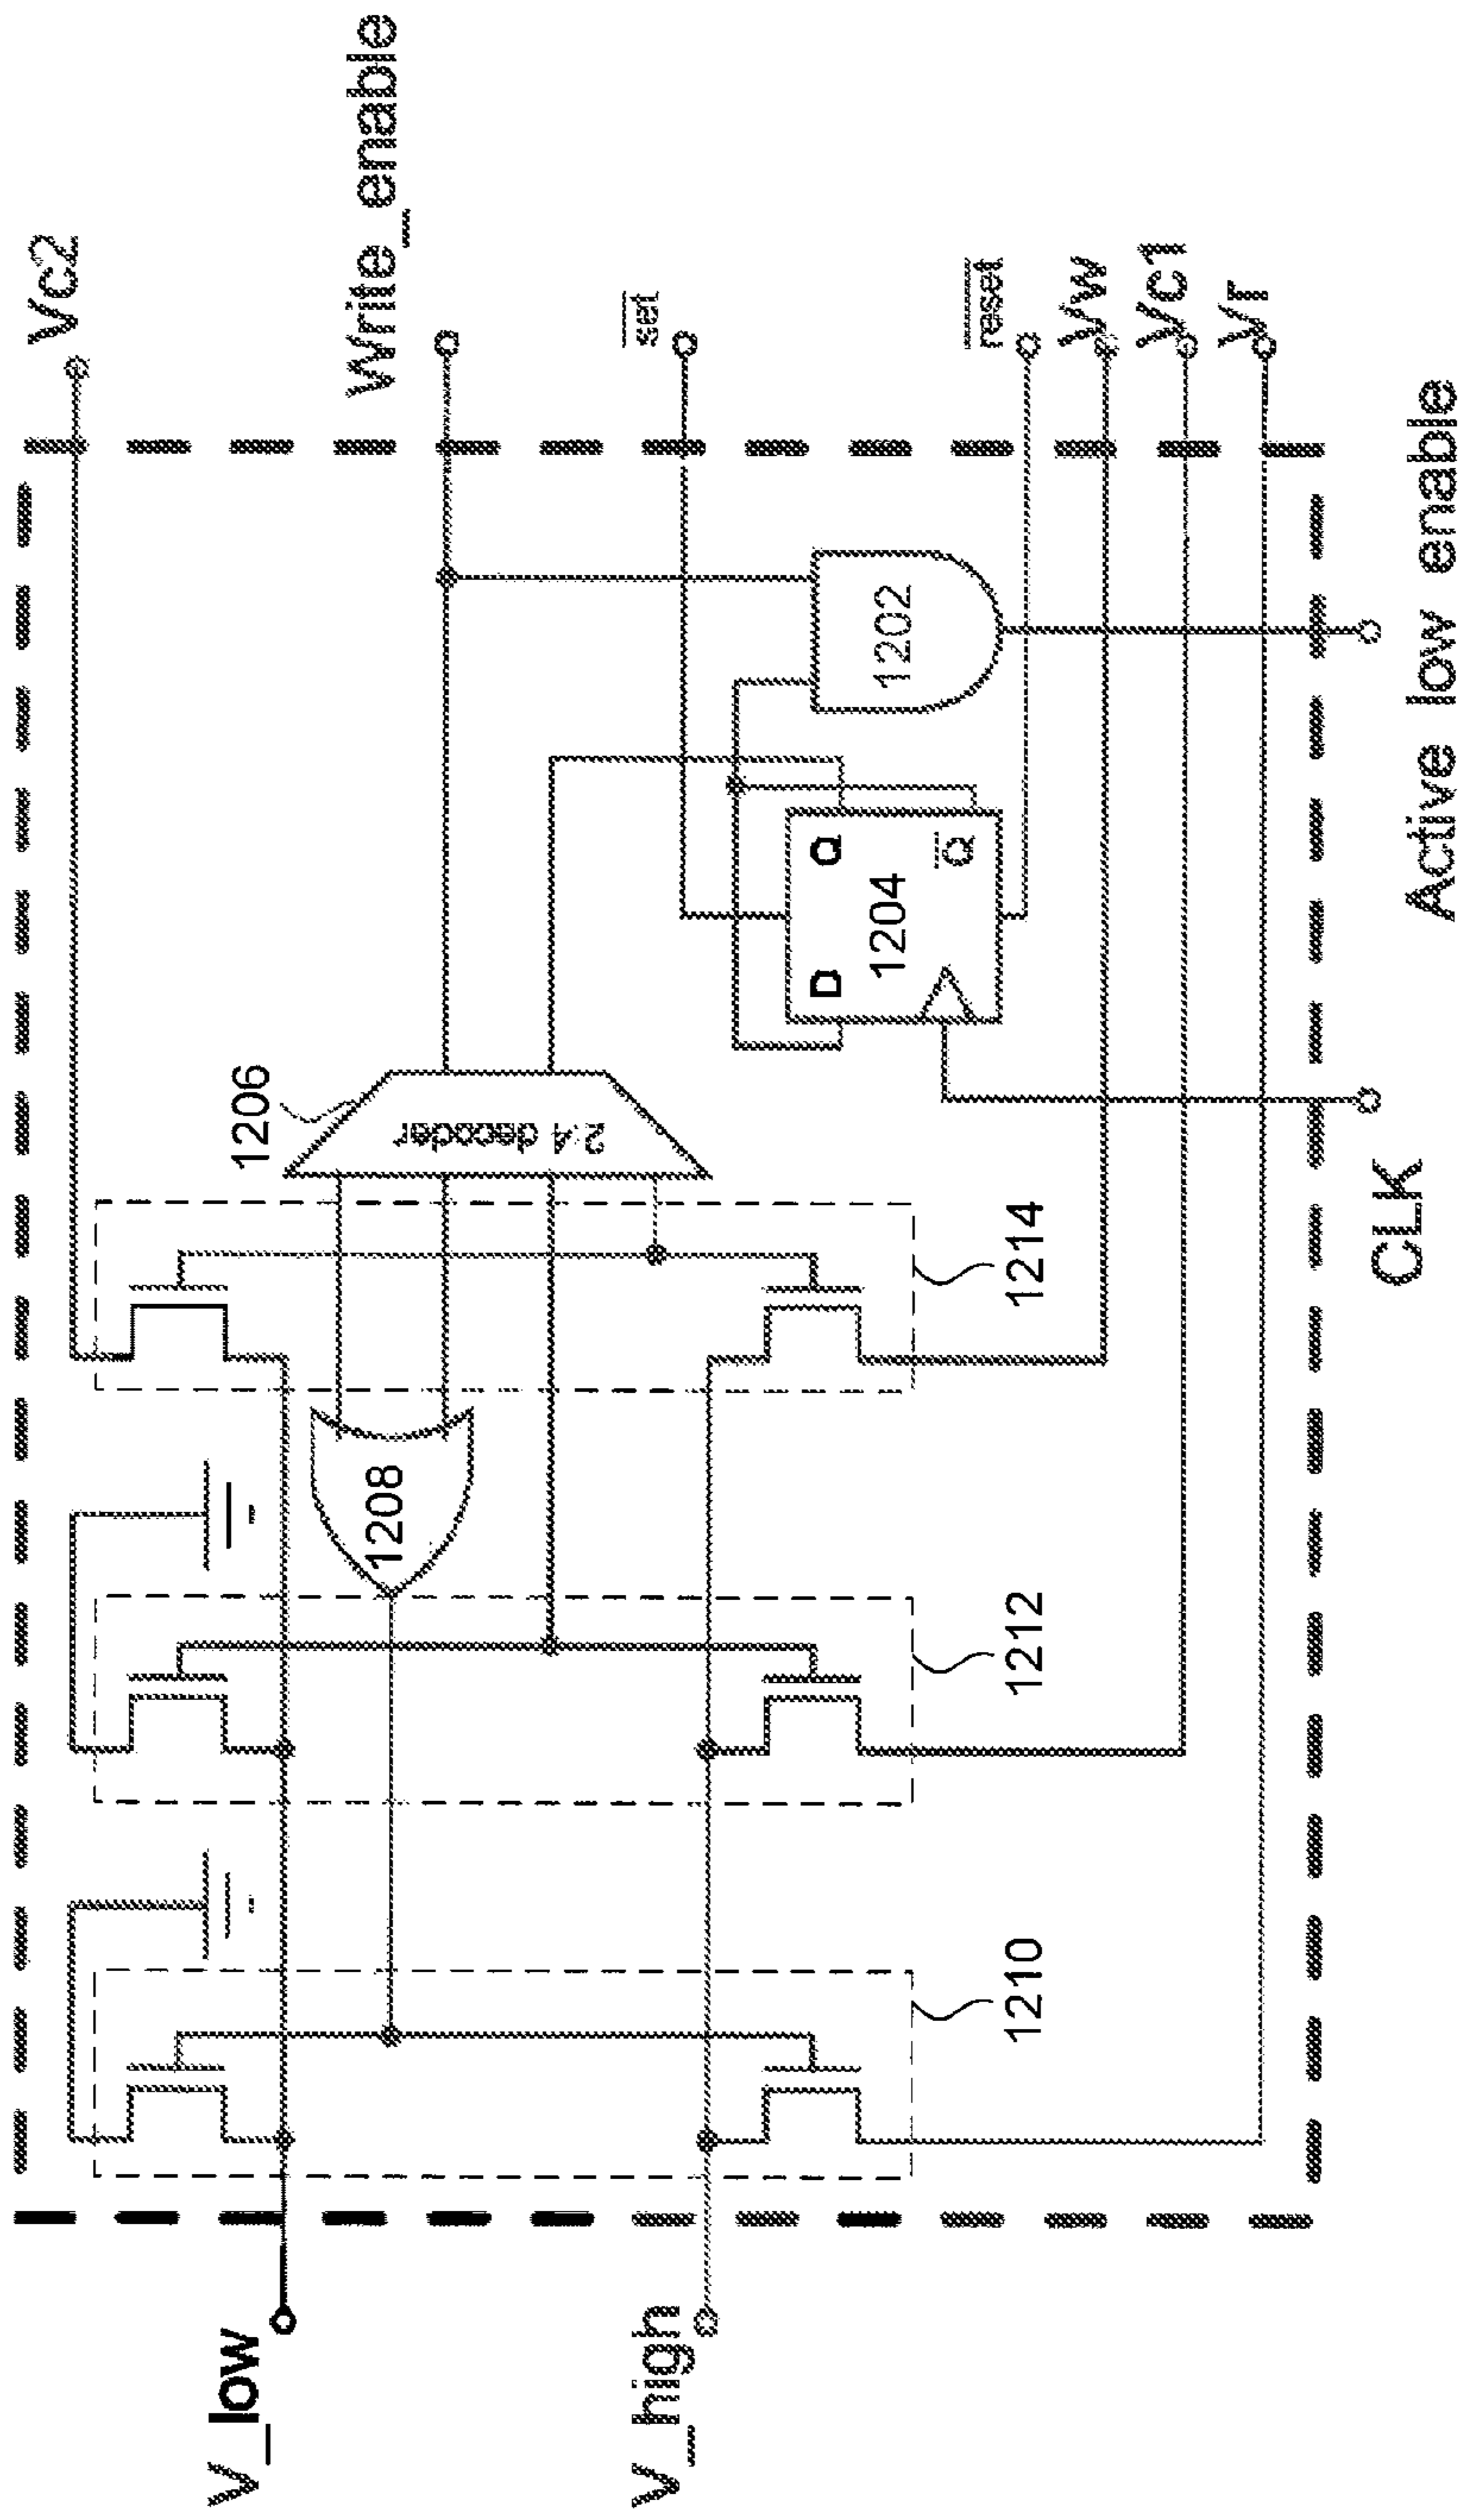 Vc2
Write_enable
set
reset
Vw
Vc1
Vr
V_low
V_high
1206
2:4 decoder
1208
1210
1212
1214
D
Q
1204
Q
1202
CLK
Active low enable